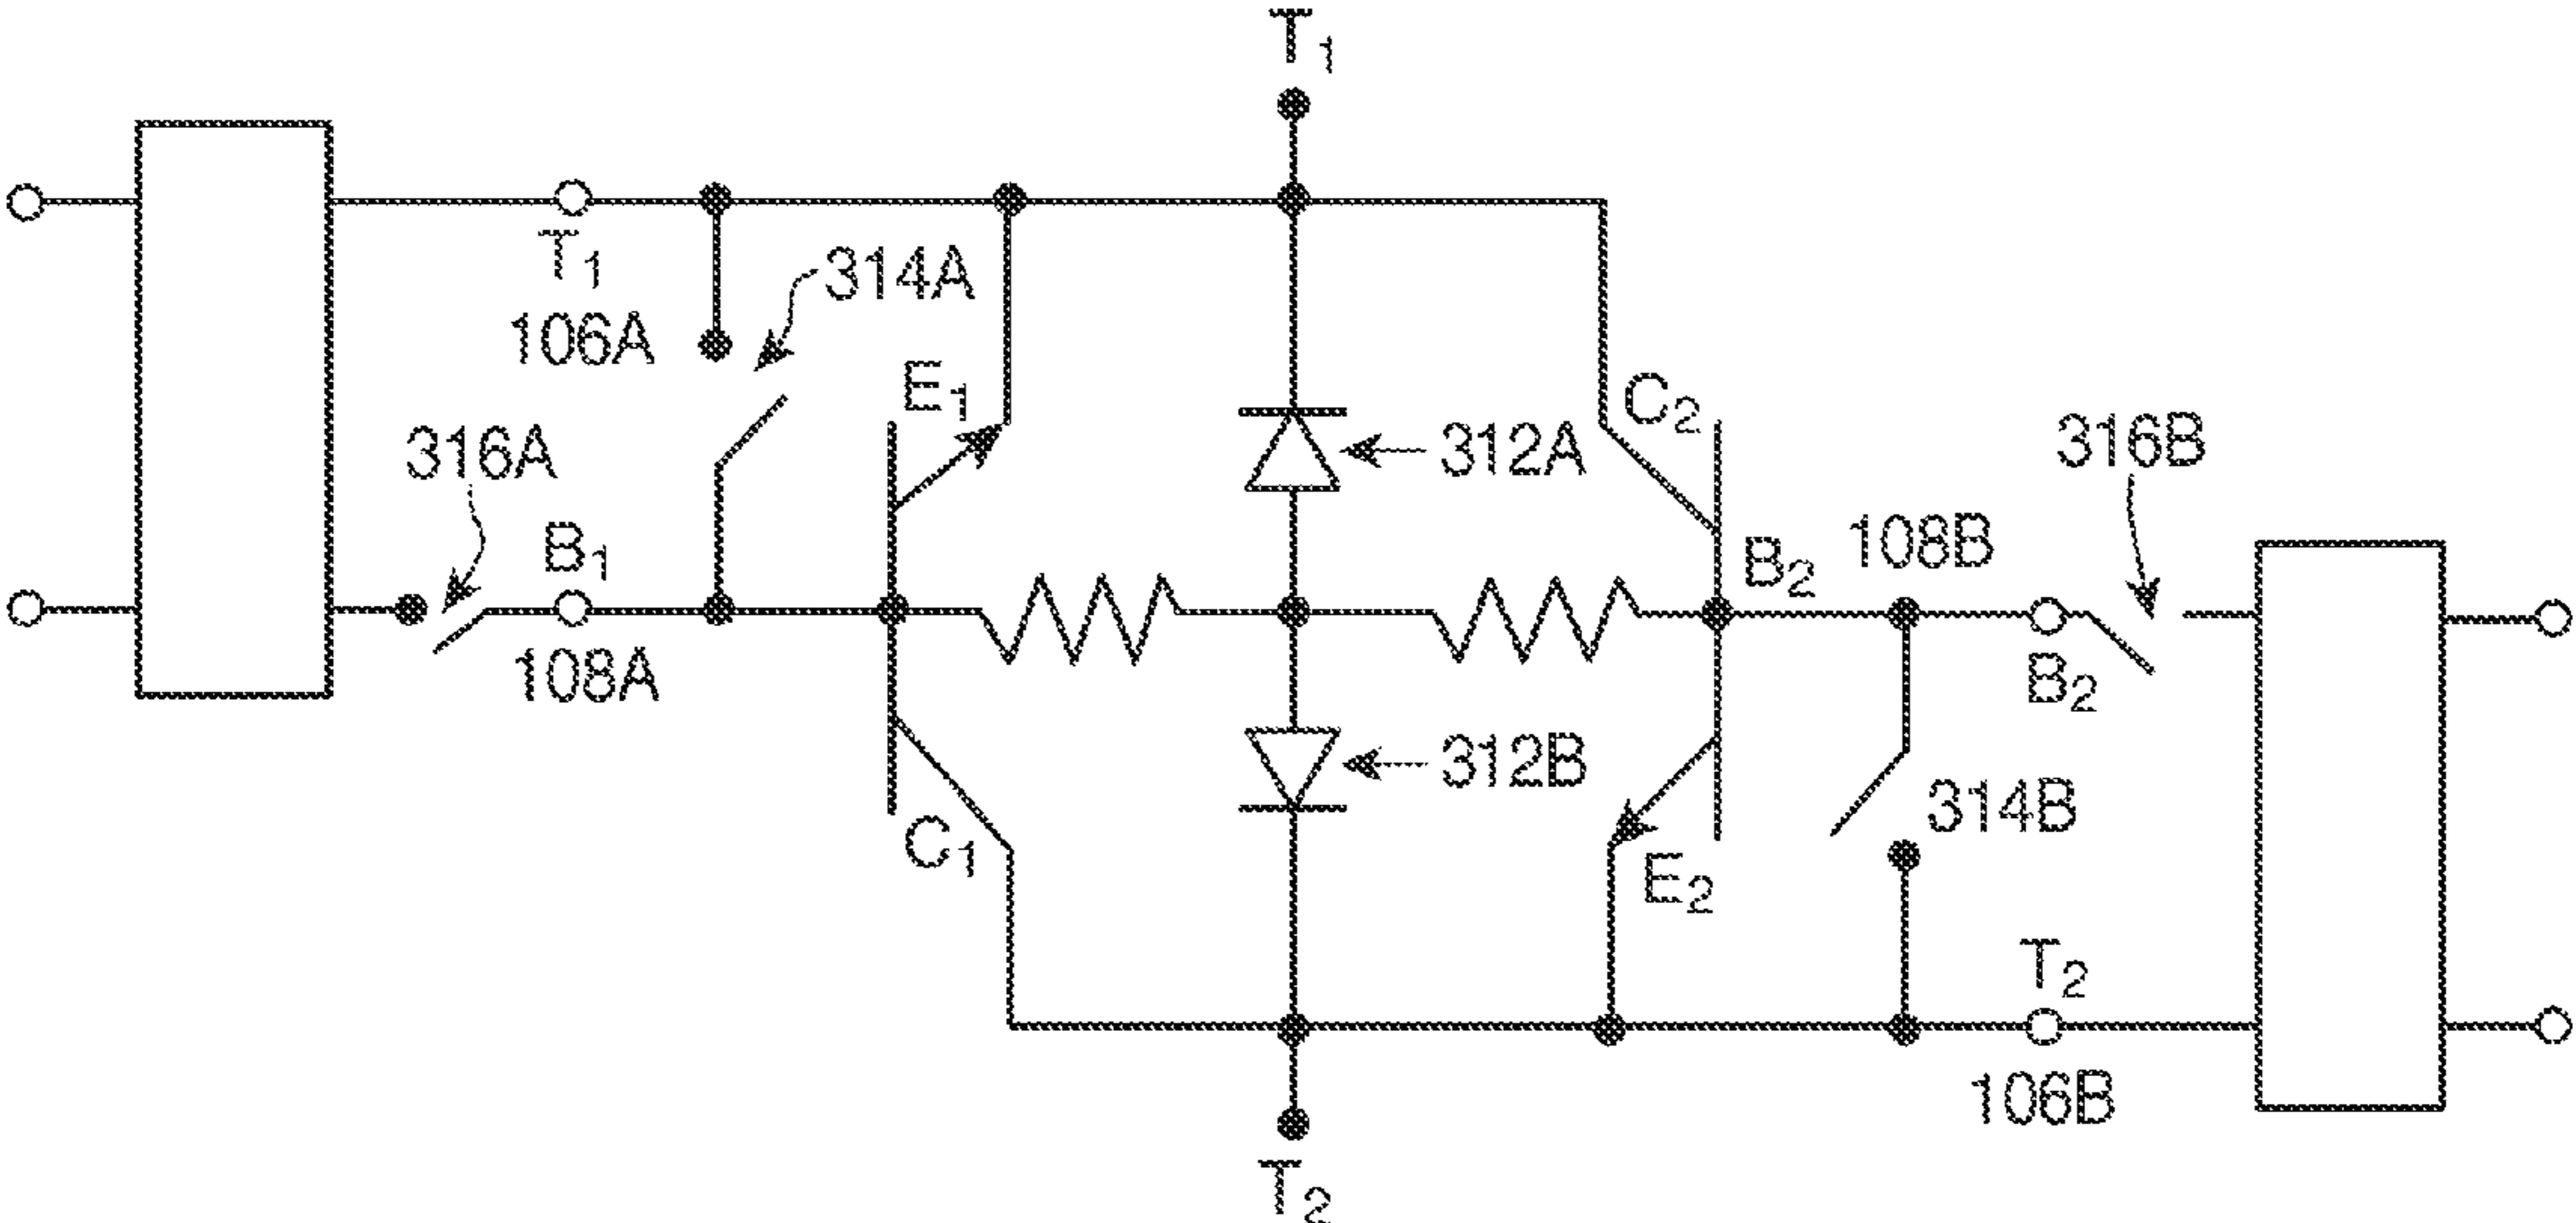 T₁
T₁
106A
314A
E₁
C₂
316A
312A
316B
B₁
108A
B₂
108B
B₂
312B
314B
C₁
E₂
T₂
106B
T₂